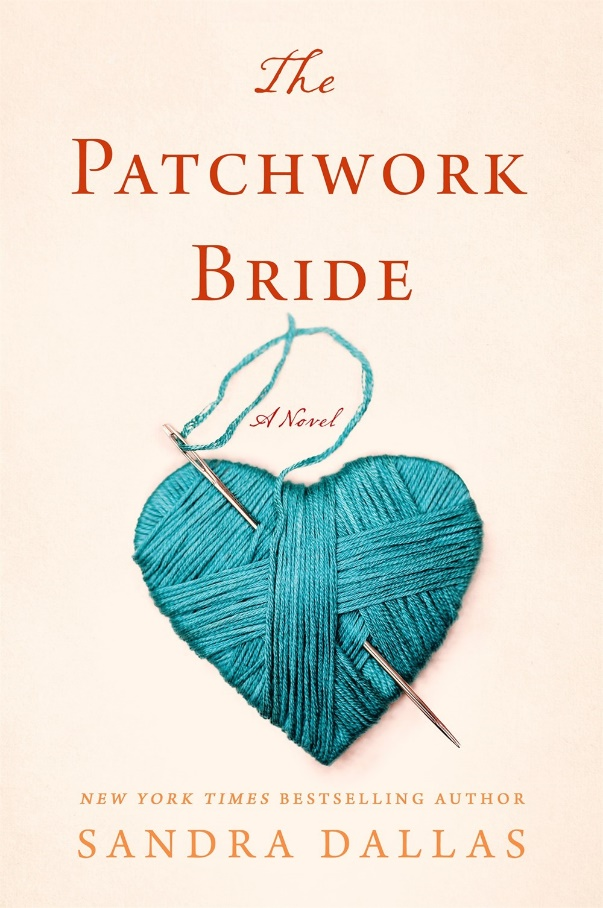 The
PATCHWORK
BRIDE
A Novel
NEW YORK TIMES BESTSELLING AUTHOR
SANDRA DALLAS